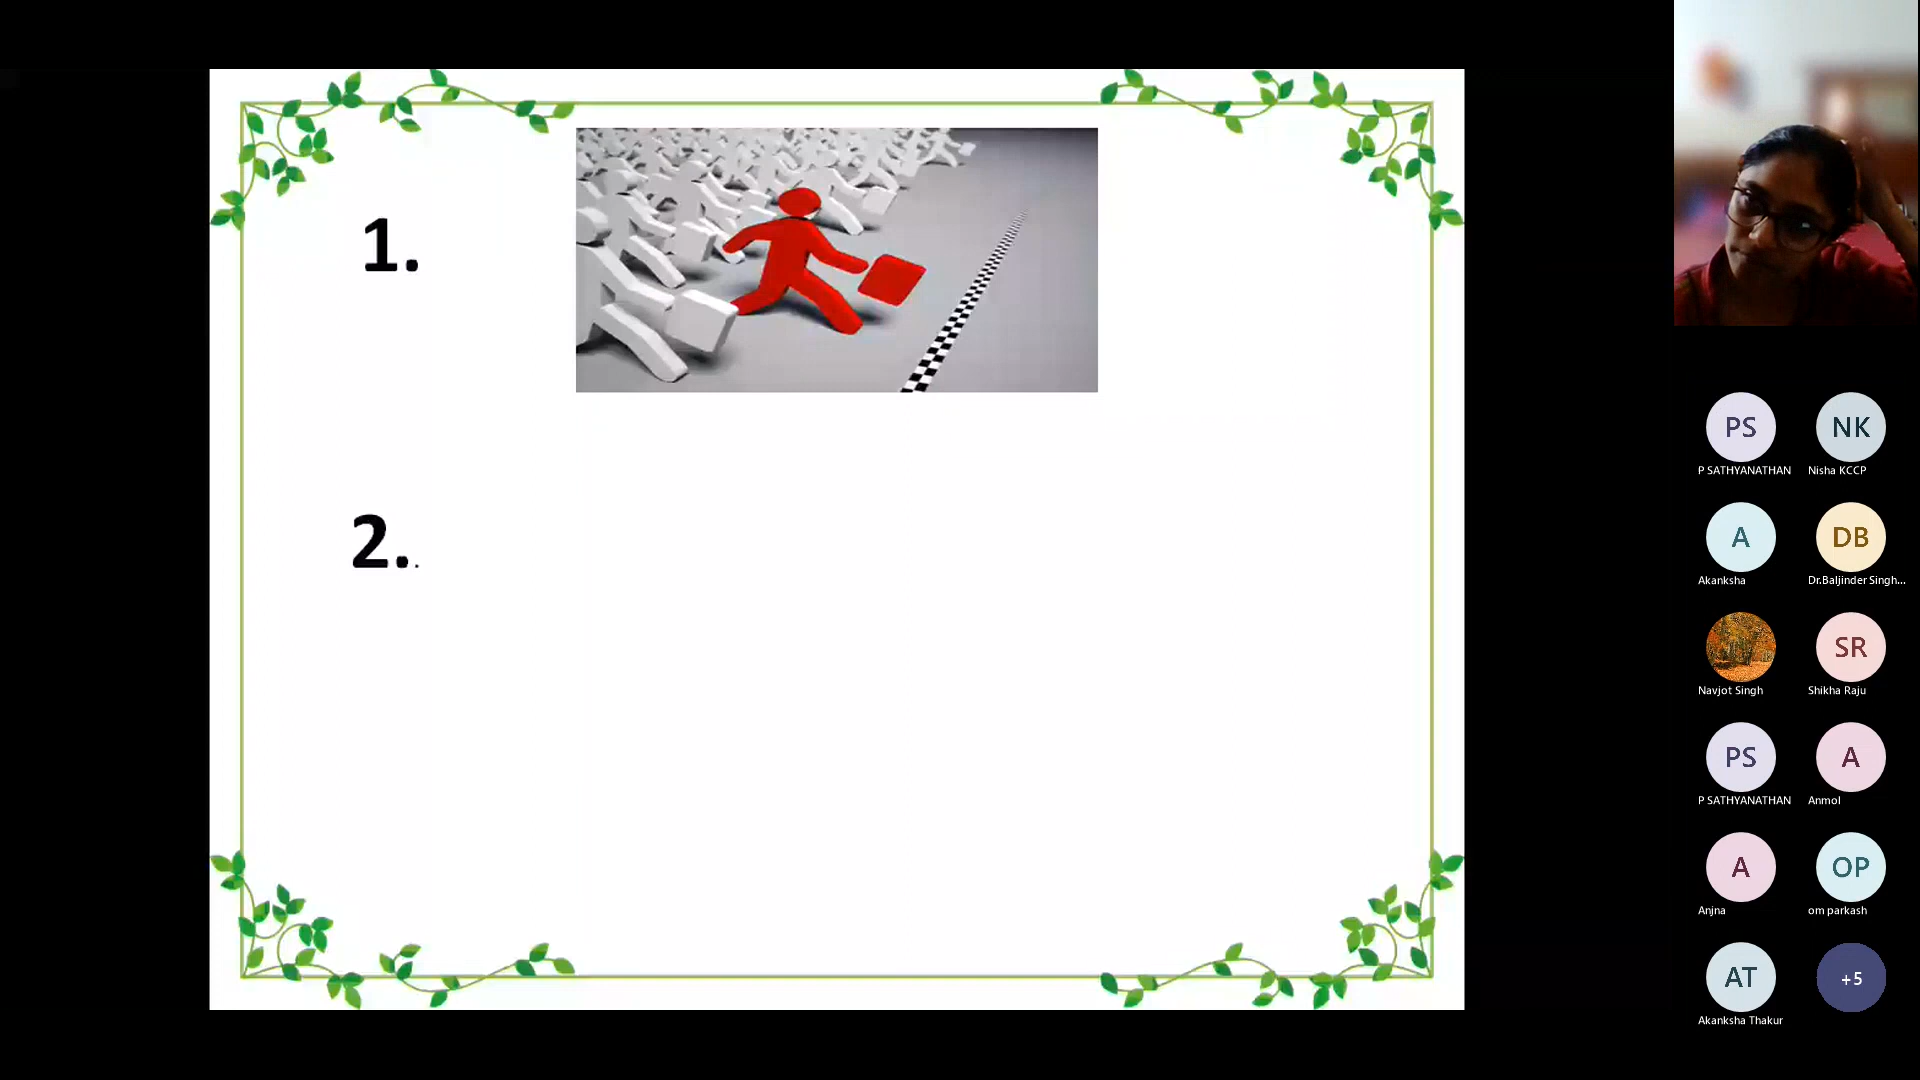 1.
2..
PS
NK
P SATHYANATHAN
Nisha KCCP
A
DB
Akanksha
Dr.Baljinder Singh...
SR
Navjot Singh
Shikha Raju
PS
A
P SATHYANATHAN
Anmol
A
OP
Anjna
om parkash
AT
+5
Akanksha Thakur